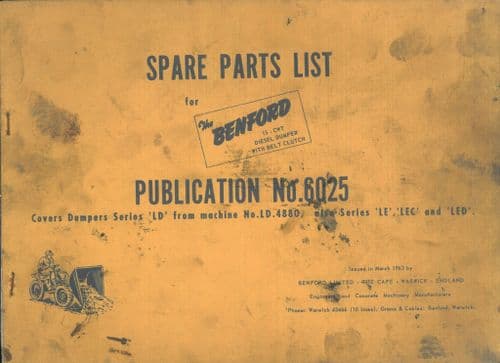 SPARE PARTS LIST
for
The BENFORD
15 - CWT
DIESEL DUMPER
WITH BELT CLUTCH
PUBLICATION No.6025
Covers Dumpers Series 'LD' from machine No.LD.4880, also Series 'LE', 'LEC' and 'LED'.
Issued in March 1963 by
BENFORD LIMITED - THE CAPE - WARWICK - ENGLAND
Engineers and Concrete Machinery Manufacturers
'Phone: Warwick (10 lines); Grams & Cables: Benford, Warwick.